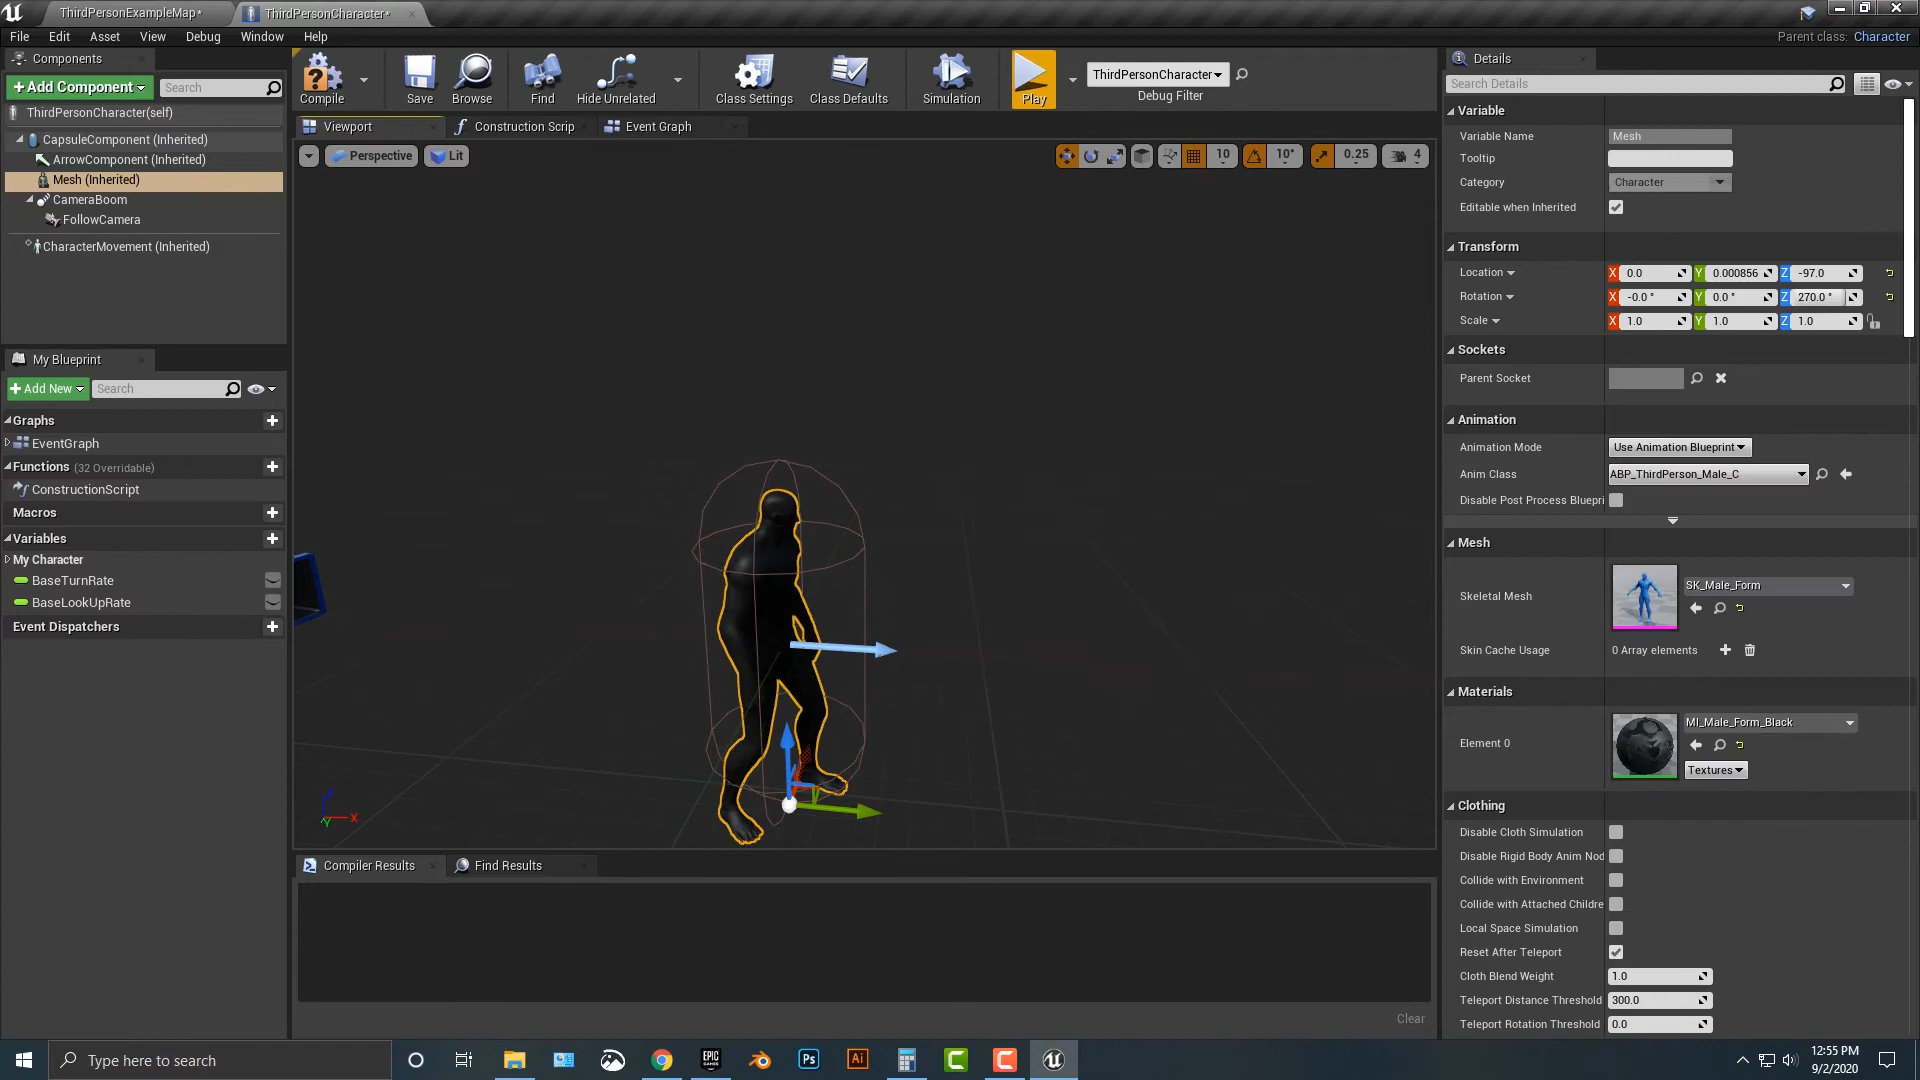 ThirdPersonExampleMap*
ThirdPersonCharacter*
File Edit Asset View Debug Window Help
Parent class: Character
Components
+Add Component
Search
ThirdPersonCharacter(self)
CapsuleComponent (Inherited)
ArrowComponent (Inherited)
Mesh (Inherited)
CameraBoom
FollowCamera
CharacterMovement (Inherited)
My Blueprint
+Add New
Search
Graphs
EventGraph
Functions (32 Overridable)
ConstructionScript
Macros
Variables
My Character
BaseTurnRate
BaseLookUpRate
Event Dispatchers
Compile
Save
Browse
Find
Hide Unrelated
Class Settings
Class Defaults
Simulation
Play
ThirdPersonCharacter
Debug Filter
Viewport
Construction Scrip
Event Graph
Perspective
Lit
10
10°
0.25
4
Z
X
Y
Compiler Results
Find Results
Clear
Details
Search Details
Variable
Variable Name Mesh
Tooltip
Category Character
Editable when Inherited
Transform
Location X 0.0 Y 0.000856 Z -97.0
Rotation X -0.0 ° Y 0.0 ° Z 270.0 °
Scale X 1.0 Y 1.0 Z 1.0
Sockets
Parent Socket
Animation
Animation Mode Use Animation Blueprint
Anim Class ABP_ThirdPerson_Male_C
Disable Post Process Bluepri
Mesh
Skeletal Mesh SK_Male_Form
Skin Cache Usage 0 Array elements
Materials
Element 0 MI_Male_Form_Black
Textures
Clothing
Disable Cloth Simulation
Disable Rigid Body Anim Nod
Collide with Environment
Collide with Attached Childre
Local Space Simulation
Reset After Teleport
Cloth Blend Weight 1.0
Teleport Distance Threshold 300.0
Teleport Rotation Threshold 0.0
Type here to search
EPIC GAMES
Ps
Ai
C
C
12:55 PM
9/2/2020